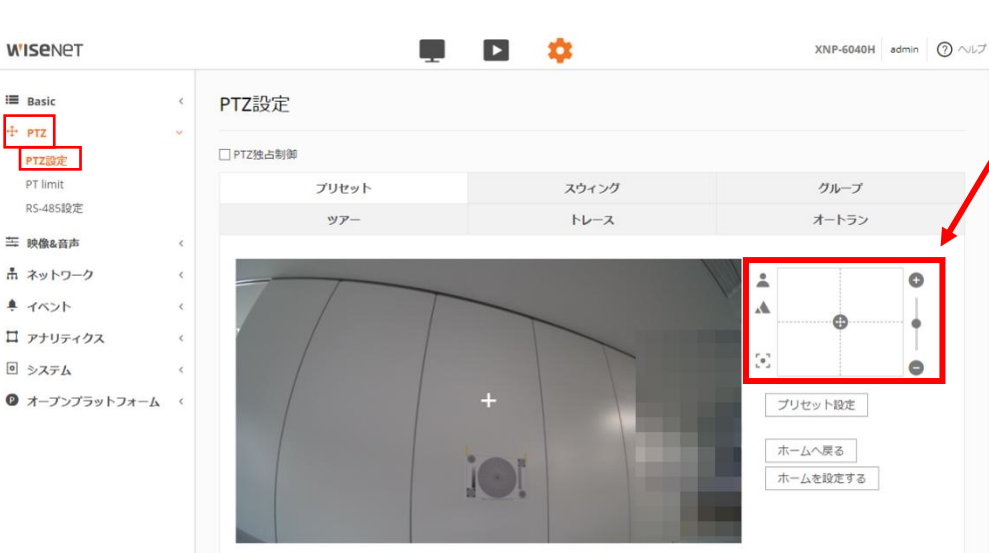 WISENET
XNP-6040H admin ? ヘルプ
Basic
PTZ
PTZ設定
PT limit
RS-485設定
映像&音声
ネットワーク
イベント
アナリティクス
システム
P オープンプラットフォーム
PTZ設定
PTZ独占制御
プリセット スウィング グループ
ツアー トレース オートラン
プリセット設定
ホームへ戻る
ホームを設定する